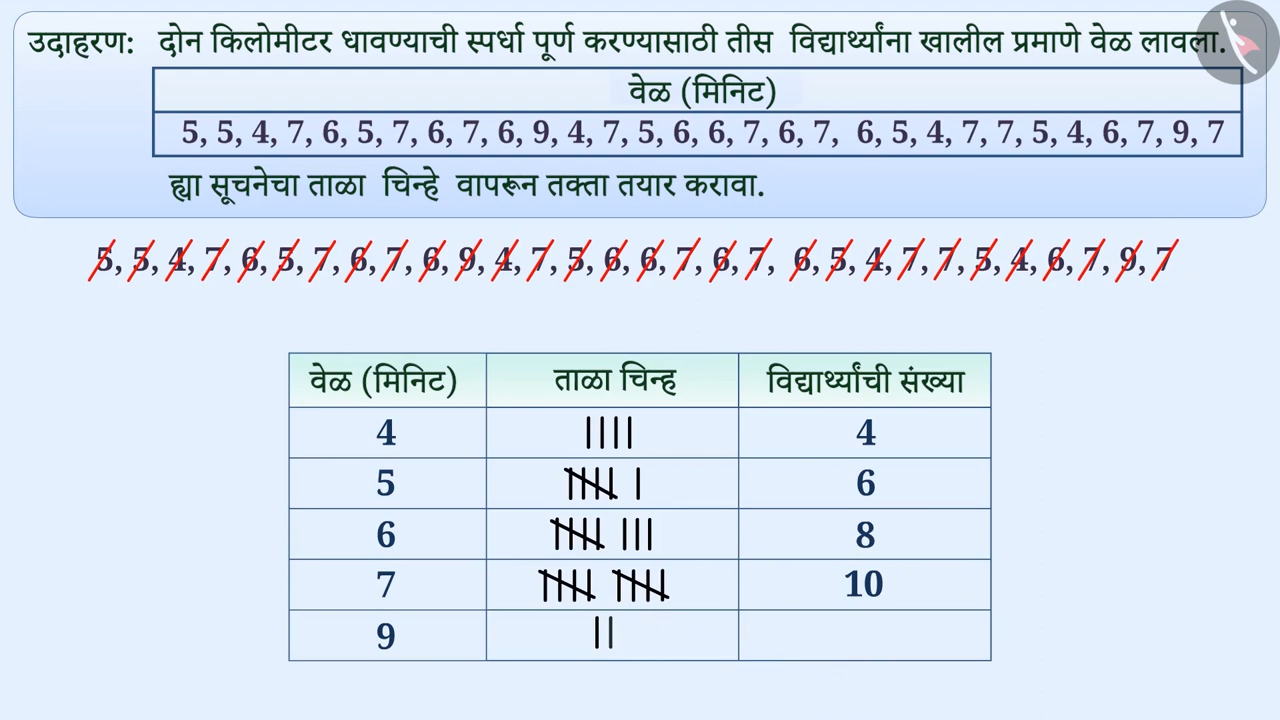 उदाहरण: दोन किलोमीटर धावण्याची स्पर्धा पूर्ण करण्यासाठी तीस विद्यार्थ्यांना खालील प्रमाणे वेळ लावला.
वेळ (मिनिट)
5, 5, 4, 7, 6, 5, 7, 6, 7, 6, 9, 4, 7, 5, 6, 6, 7, 6, 7, 6, 5, 4, 7, 7, 5, 4, 6, 7, 9, 7
ह्या सूचनेचा ताळा चिन्हे वापरून तक्ता तयार करावा.
5, 5, 4, 7, 6, 5, 7, 6, 7, 6, 9, 4, 7, 5, 6, 6, 7, 6, 7, 6, 5, 4, 7, 7, 5, 4, 6, 7, 9, 7
वेळ (मिनिट) ताळा चिन्ह विद्यार्थ्यांची संख्या
4 |||| 4
5 𝍸 | 6
6 𝍸 ||| 8
7 𝍸 𝍸 10
9 ||